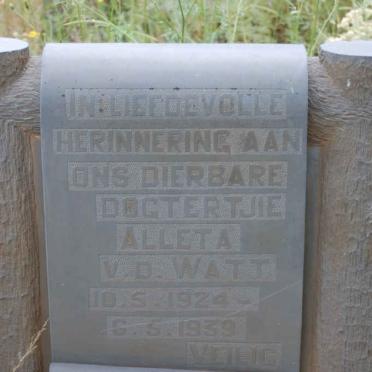 IN LIEFDEVOLLE
HERINNERING AAN
ONS DIERBARE
DOGTERTJIE
ALLETA
V.D. WATT
10.5.1924 -
6.5.1939
VEILIG